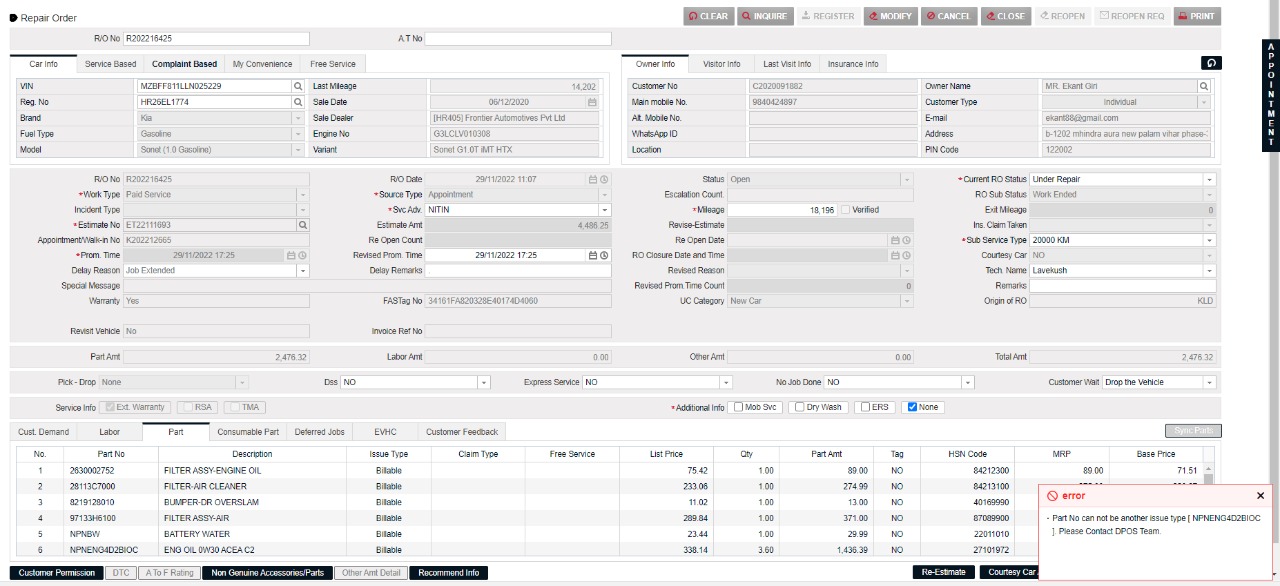 Repair Order CLEAR INQUIRE REGISTER MODIFY CANCEL CLOSE REOPEN REOPEN REQ PRINT
R/O No R202216425 A.T No
APPOINTMENT
Car Info Service Based Complaint Based My Convenience Free Service Owner Info Visitor Info Last Visit Info Insurance Info
VIN MZBFF811LLN025229 Last Mileage 14,202 Customer No C2020091882 Owner Name MR. Ekant Giri
Reg. No HR26EL1774 Sale Date 06/12/2020 Main mobile No. 9840424897 Customer Type Individual
Brand Kia Sale Dealer [HR405] Frontier Automotives Pvt Ltd Alt. Mobile No. E-mail ekant88@gmail.com
Fuel Type Gasoline Engine No G3LCLV010308 WhatsApp ID Address b-1202 mhindra aura new palam vihar phase-
Model Sonet (1.0 Gasoline) Variant Sonet G1.0T iMT HTX Location PIN Code 122002
R/O No R202216425 R/O Date 29/11/2022 11:07 Status Open *Current RO Status Under Repair
*Work Type Paid Service *Source Type Appointment Escalation Count. RO Sub Status Work Ended
Incident Type *Svc Adv. NITIN *Mileage 18,196 Verified Exit Mileage 0
*Estimate No ET22111693 Estimate Amt 4,486.25 Revise-Estimate Ins. Claim Taken
Appointment/Walk-in No K202212665 Re Open Count Re Open Date *Sub Service Type 20000 KM
*Prom. Time 29/11/2022 17:25 Revised Prom. Time 29/11/2022 17:25 RO Closure Date and Time Courtesy Car NO
Delay Reason Job Extended Delay Remarks . Revised Reason Tech. Name Lavekush
Special Message Revised Prom.Time Count 0 Remarks
Warranty Yes FASTag No 34161FA820328E40174D4060 UC Category New Car Origin of RO KLD
Revisit Vehicle No Invoice Ref No
Part Amt 2,476.32 Labor Amt 0.00 Other Amt 0.00 Total Amt 2,476.32
Pick - Drop None Dss NO Express Service NO No Job Done NO Customer Wait Drop the Vehicle
Service Info Ext. Warranty RSA TMA *Additional Info Mob Svc Dry Wash ERS None
Cust. Demand Labor Part Consumable Part Deferred Jobs EVHC Customer Feedback Sync Parts
No. Part No Description Issue Type Claim Type Free Service List Price Qty Part Amt Tag HSN Code MRP Base Price
1 2630002752 FILTER ASSY-ENGINE OIL Billable 75.42 1.00 89.00 NO 84212300 89.00 71.51
2 28113C7000 FILTER-AIR CLEANER Billable 233.06 1.00 274.99 NO 84213100
3 8219128010 BUMPER-DR OVERSLAM Billable 11.02 1.00 13.00 NO 40169990
4 97133H6100 FILTER ASSY-AIR Billable 289.84 1.00 371.00 NO 87089900
5 NPNBW BATTERY WATER Billable 23.44 1.00 29.99 NO 22011010
6 NPNENG4D2BIOC ENG OIL 0W30 ACEA C2 Billable 338.14 3.60 1,436.39 NO 27101972
error
- Part No can not be another issue type [ NPNENG4D2BIOC
]. Please Contact DPOS Team.
Customer Permission DTC A To F Rating Non Genuine Accessories/Parts Other Amt Detail Recommend Info Re-Estimate Courtesy Car